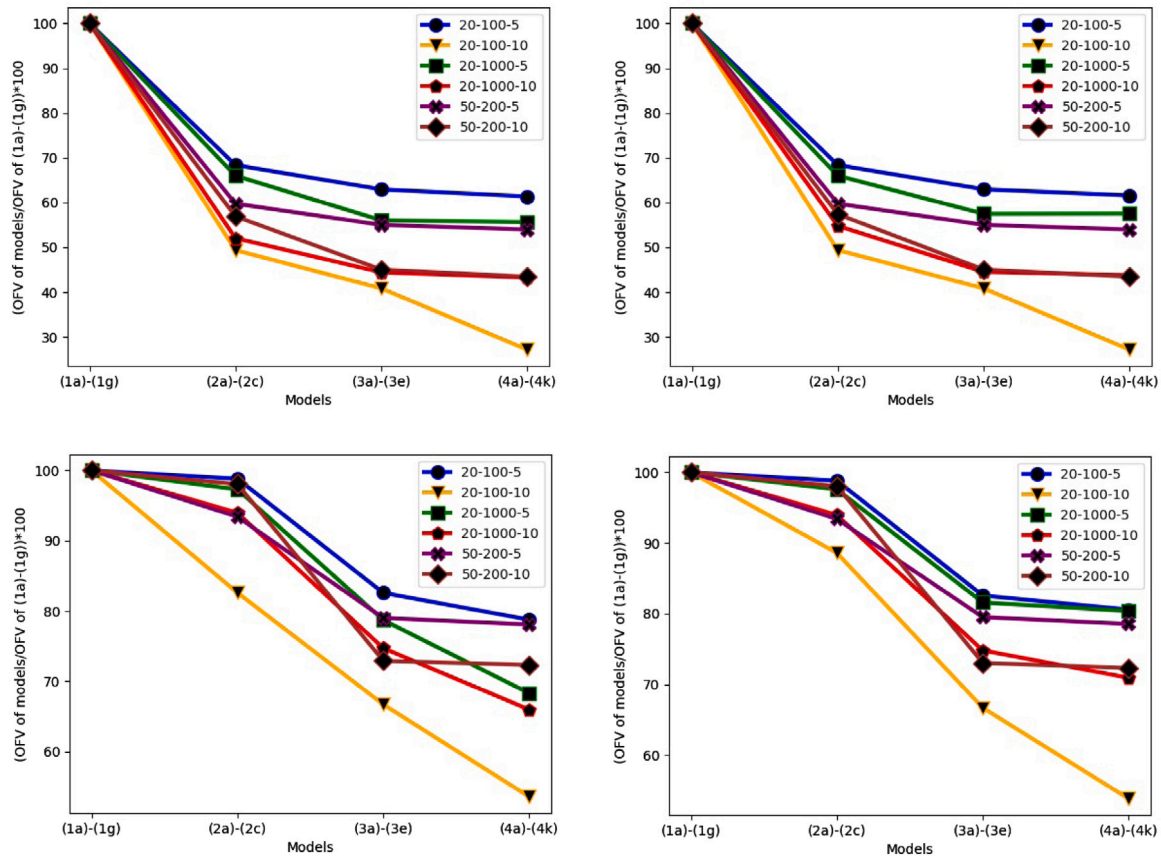 (OFV of models/OFV of (1a)-(1g))*100
100
90
80
70
60
50
40
30
20-100-5
20-100-10
20-1000-5
20-1000-10
50-200-5
50-200-10
(1a)-(1g)
(2a)-(2c)
(3a)-(3e)
(4a)-(4k)
Models
(OFV of models/OFV of (1a)-(1g))*100
100
90
80
70
60
50
40
30
20-100-5
20-100-10
20-1000-5
20-1000-10
50-200-5
50-200-10
(1a)-(1g)
(2a)-(2c)
(3a)-(3e)
(4a)-(4k)
Models
(OFV of models/OFV of (1a)-(1g))*100
100
90
80
70
60
20-100-5
20-100-10
20-1000-5
20-1000-10
50-200-5
50-200-10
(1a)-(1g)
(2a)-(2c)
(3a)-(3e)
(4a)-(4k)
Models
(OFV of models/OFV of (1a)-(1g))*100
100
90
80
70
60
20-100-5
20-100-10
20-1000-5
20-1000-10
50-200-5
50-200-10
(1a)-(1g)
(2a)-(2c)
(3a)-(3e)
(4a)-(4k)
Models